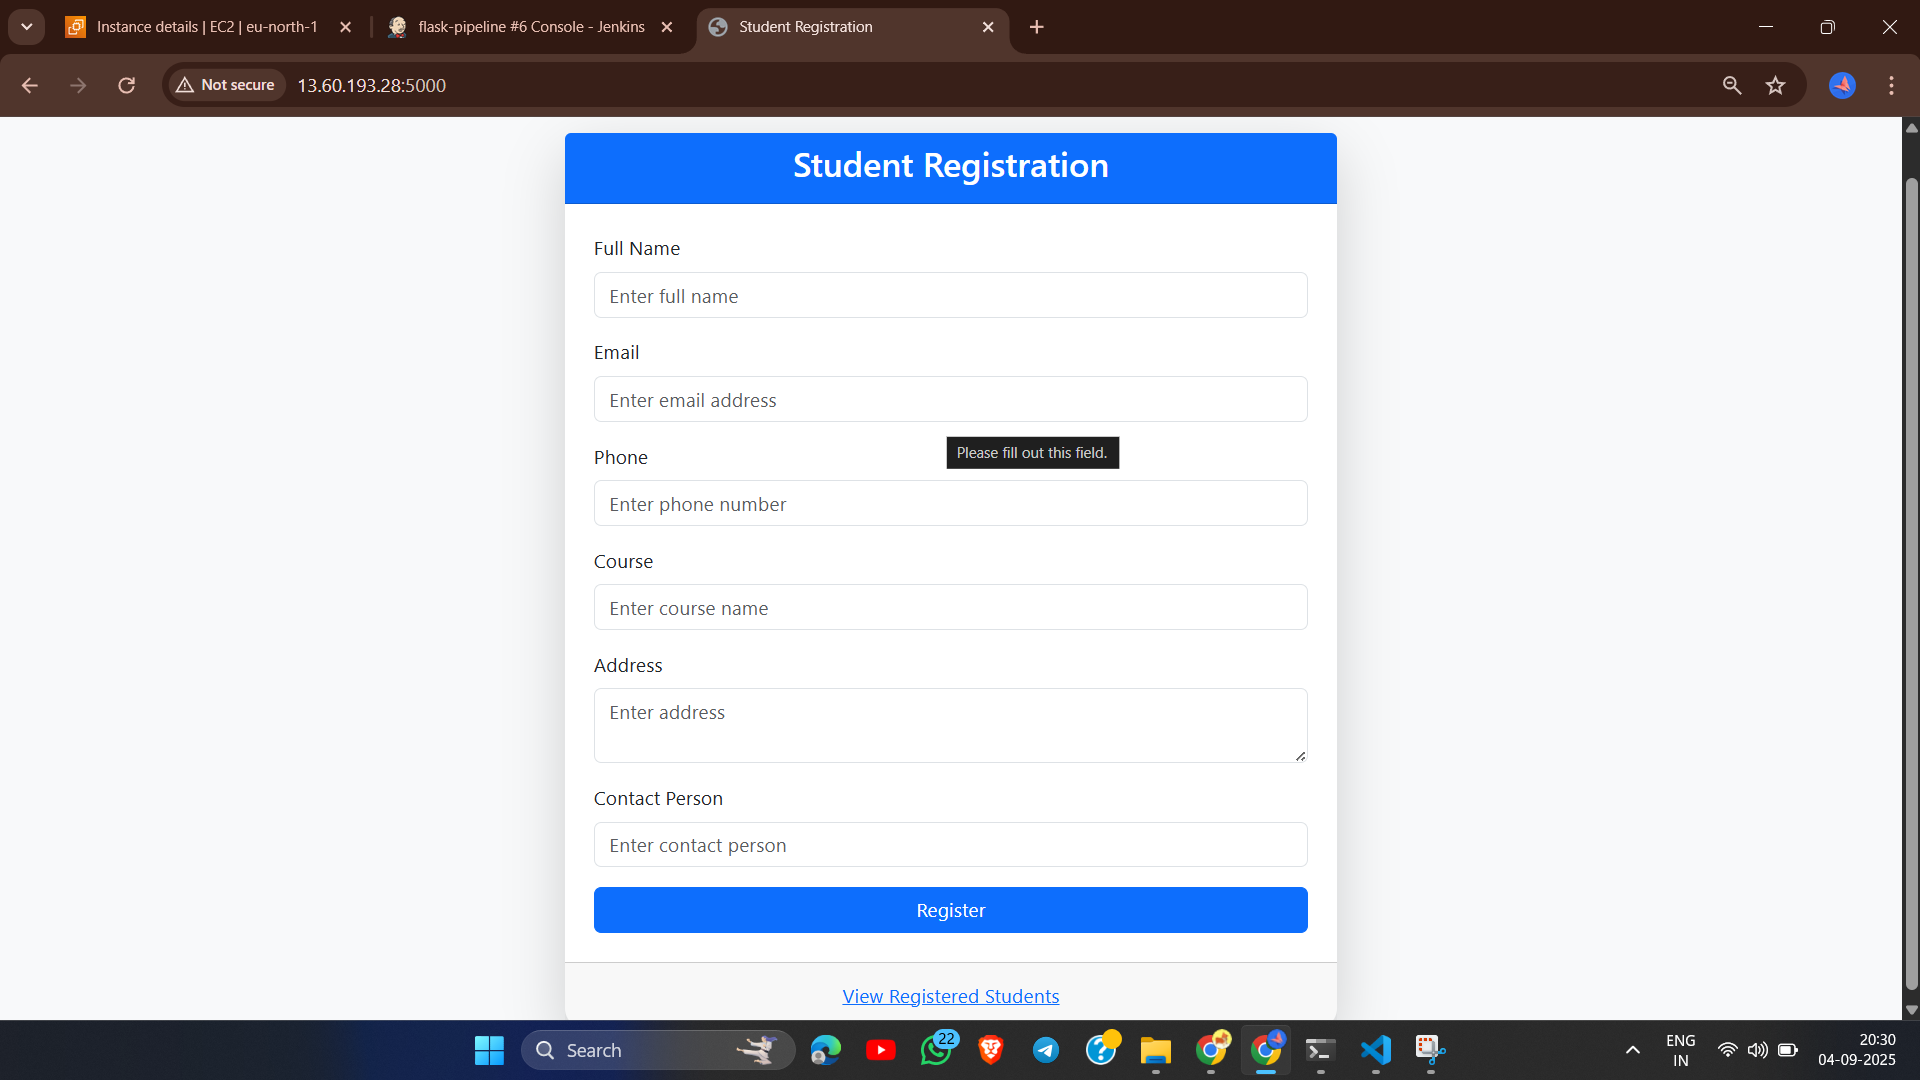 Instance details | EC2 | eu-north-1
flask-pipeline #6 Console - Jenkins
Student Registration
Not secure
13.60.193.28:5000
Student Registration
Full Name
Enter full name
Email
Enter email address
Please fill out this field.
Phone
Enter phone number
Course
Enter course name
Address
Enter address
Contact Person
Enter contact person
Register
View Registered Students
Search
22
ENG
IN
20:30
04-09-2025